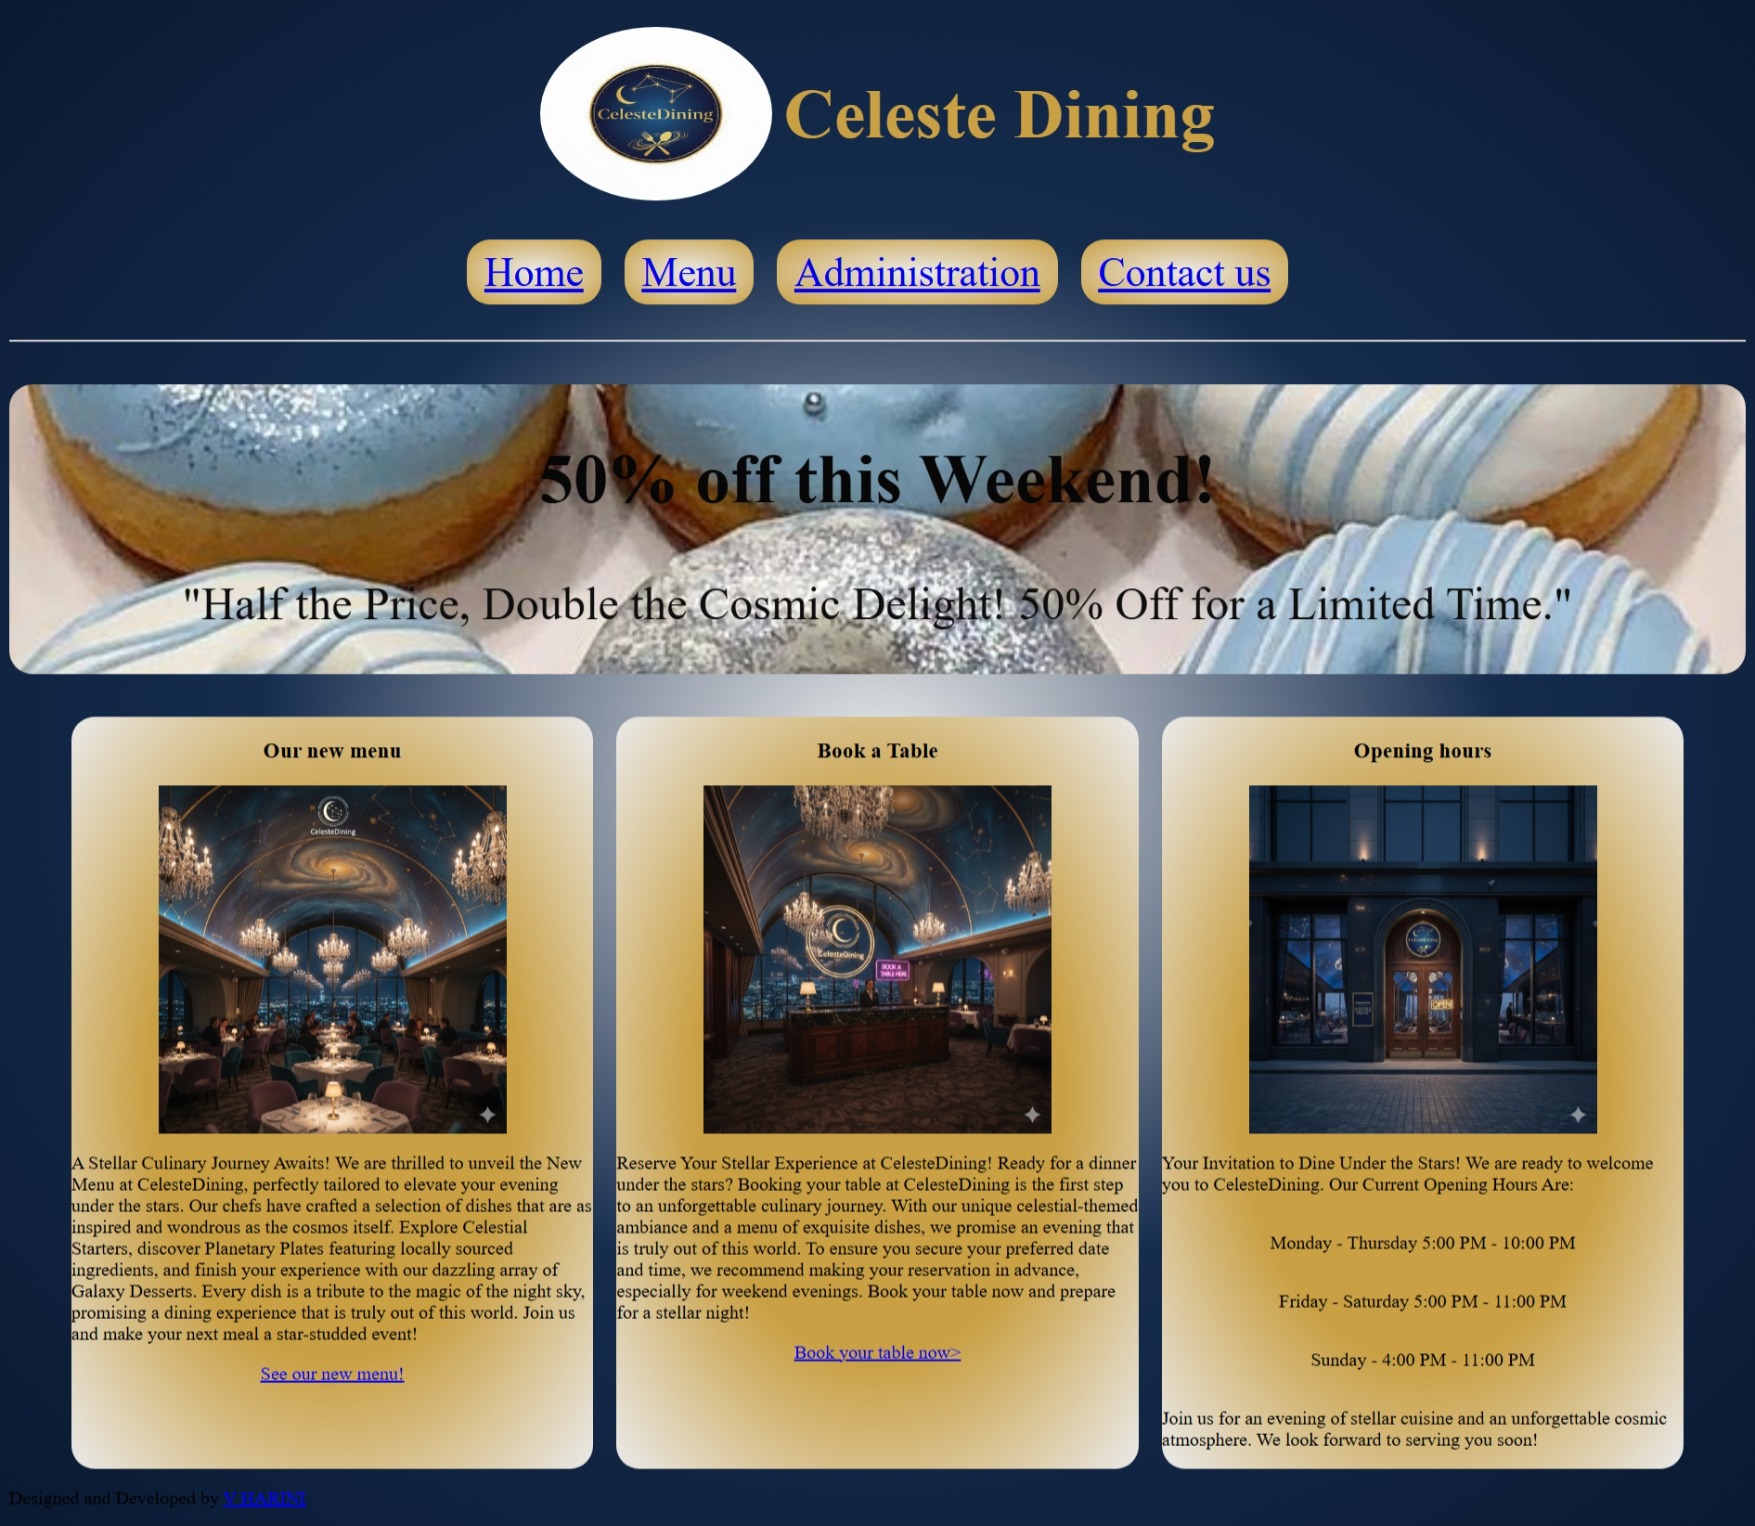 CelesteDining
Celeste Dining
Home
Menu
Administration
Contact us
50% off this Weekend!
"Half the Price, Double the Cosmic Delight! 50% Off for a Limited Time."
Our new menu
CelesteDining
A Stellar Culinary Journey Awaits! We are thrilled to unveil the New
Menu at CelesteDining, perfectly tailored to elevate your evening
under the stars. Our chefs have crafted a selection of dishes that are as
inspired and wondrous as the cosmos itself. Explore Celestial
Starters, discover Planetary Plates featuring locally sourced
ingredients, and finish your experience with our dazzling array of
Galaxy Desserts. Every dish is a tribute to the magic of the night sky,
promising a dining experience that is truly out of this world. Join us
and make your next meal a star-studded event!
See our new menu!
Book a Table
CelesteDining
BOOK A
TABLE HERE
Reserve Your Stellar Experience at CelesteDining! Ready for a dinner
under the stars? Booking your table at CelesteDining is the first step
to an unforgettable culinary journey. With our unique celestial-themed
ambiance and a menu of exquisite dishes, we promise an evening that
is truly out of this world. To ensure you secure your preferred date
and time, we recommend making your reservation in advance,
especially for weekend evenings. Book your table now and prepare
for a stellar night!
Book your table now>
Opening hours
CelesteDining
OPEN
Your Invitation to Dine Under the Stars! We are ready to welcome
you to CelesteDining. Our Current Opening Hours Are:
Monday - Thursday 5:00 PM - 10:00 PM
Friday - Saturday 5:00 PM - 11:00 PM
Sunday - 4:00 PM - 11:00 PM
Join us for an evening of stellar cuisine and an unforgettable cosmic
atmosphere. We look forward to serving you soon!
Designed and Developed by V HARINI